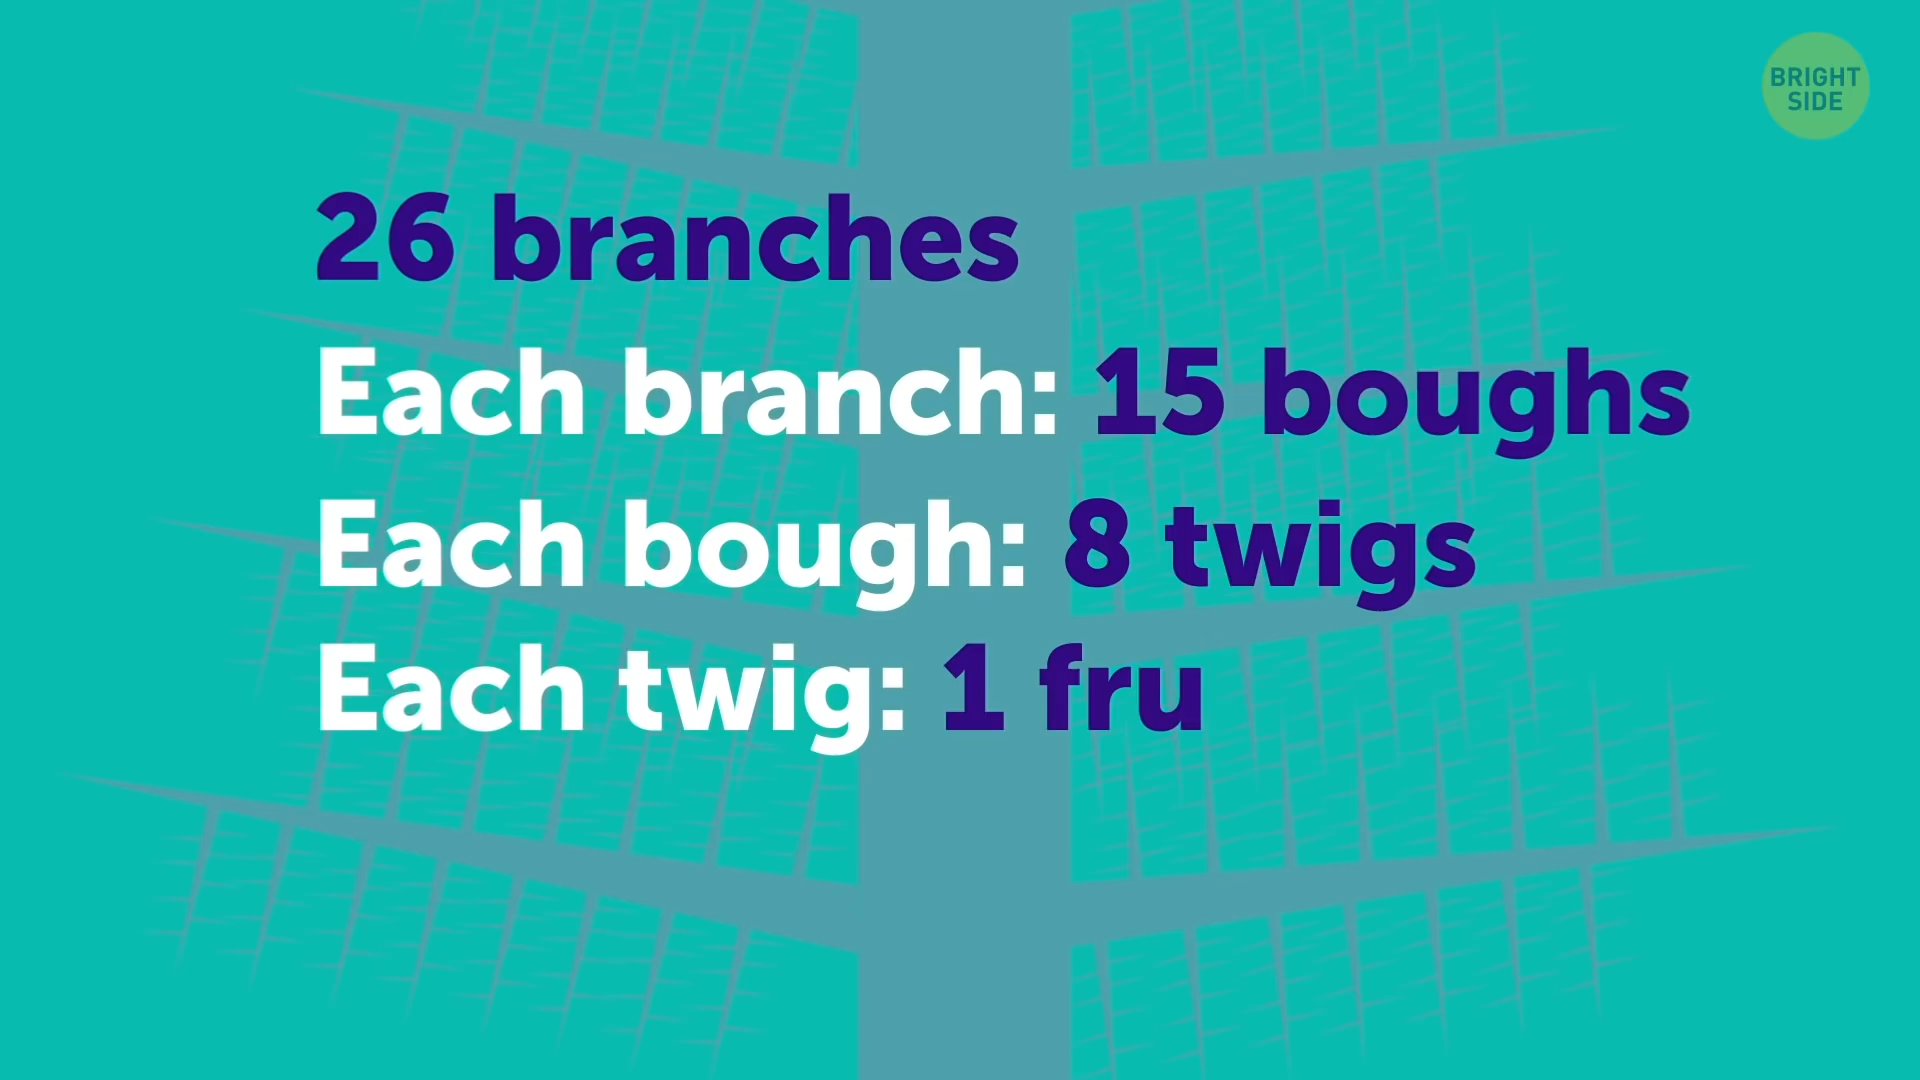 BRIGHT
SIDE
26 branches
Each branch: 15 boughs
Each bough: 8 twigs
Each twig: 1 fru